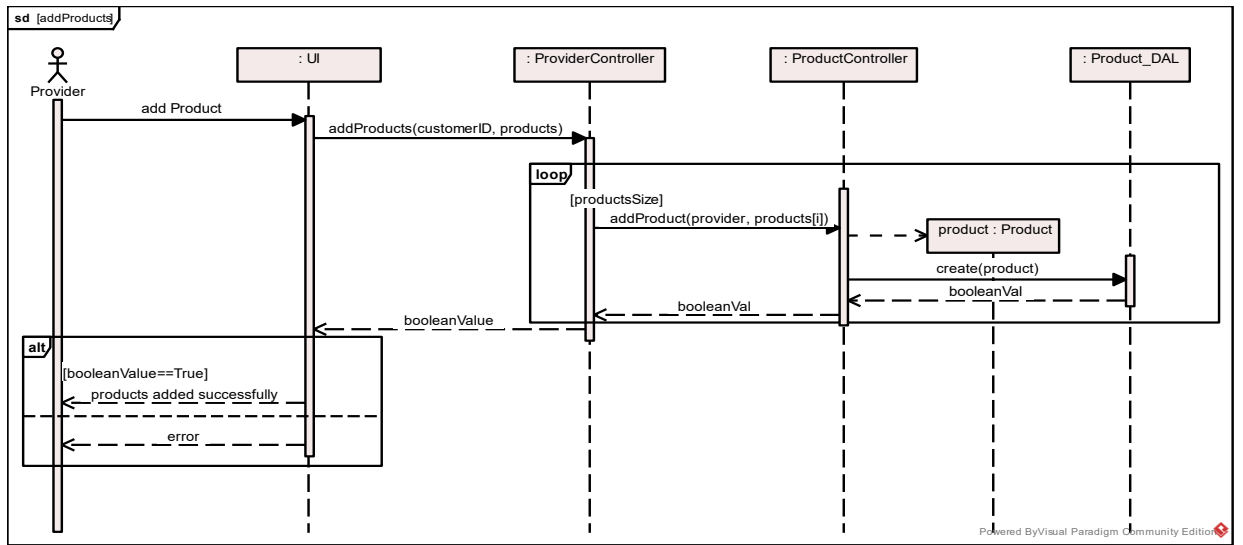 sd [addProducts]
Provider
: UI
: ProviderController
: ProductController
: Product_DAL
add Product
addProducts(customerID, products)
loop
[productsSize]
addProduct(provider, products[i])
product : Product
create(product)
booleanVal
booleanVal
booleanValue
alt
[booleanValue==True]
products added successfully
error
Powered ByVisual Paradigm Community Edition